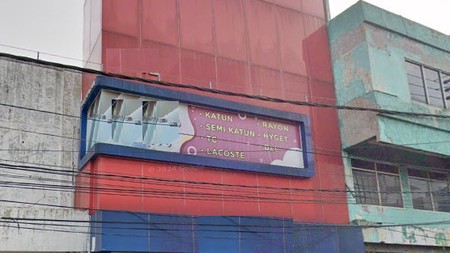 - KATUN - RAYON
- SEMI KATUN - HYGET
- TC - DLL
- LACOSTE